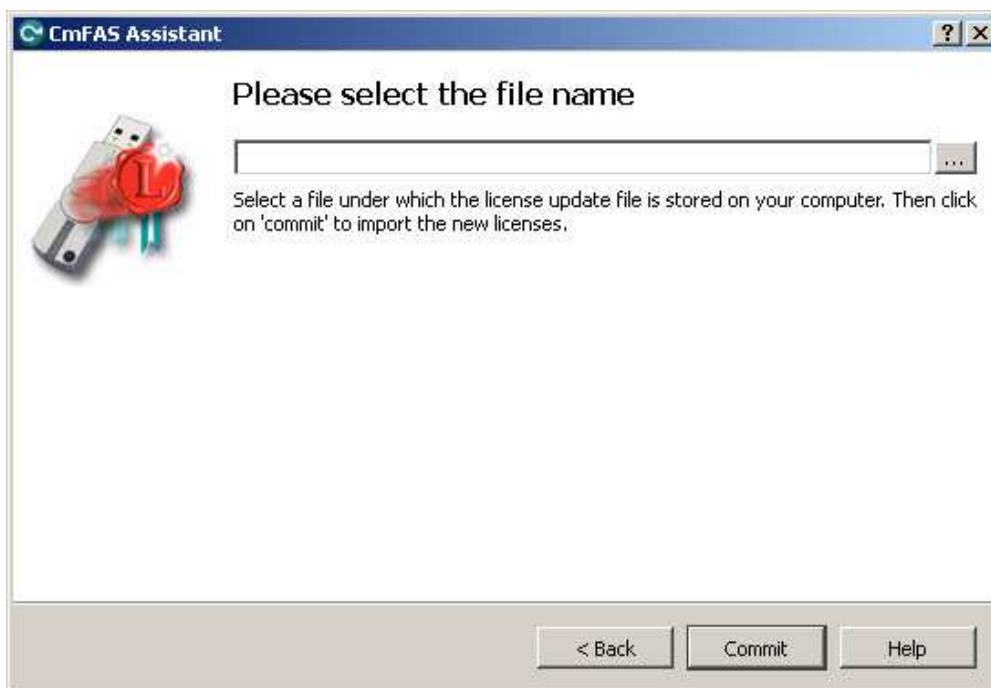 CmFAS Assistant
Please select the file name
...
Select a file under which the license update file is stored on your computer. Then click
on 'commit' to import the new licenses.
L
< Back Commit Help